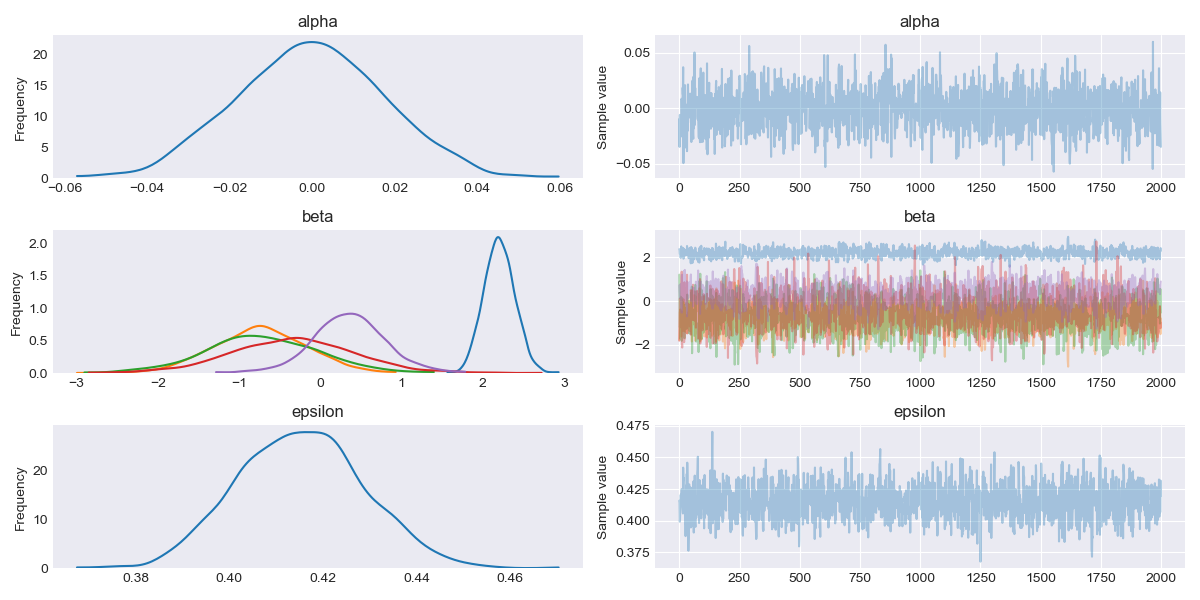 alpha
Frequency
20
15
10
5
0
−0.06 −0.04 −0.02 0.00 0.02 0.04 0.06
alpha
Sample value
0.05
0.00
−0.05
0 250 500 750 1000 1250 1500 1750 2000
beta
Frequency
2.0
1.5
1.0
0.5
0.0
−3 −2 −1 0 1 2 3
beta
Sample value
2
0
−2
0 250 500 750 1000 1250 1500 1750 2000
epsilon
Frequency
20
10
0
0.38 0.40 0.42 0.44 0.46
epsilon
Sample value
0.475
0.450
0.425
0.400
0.375
0 250 500 750 1000 1250 1500 1750 2000